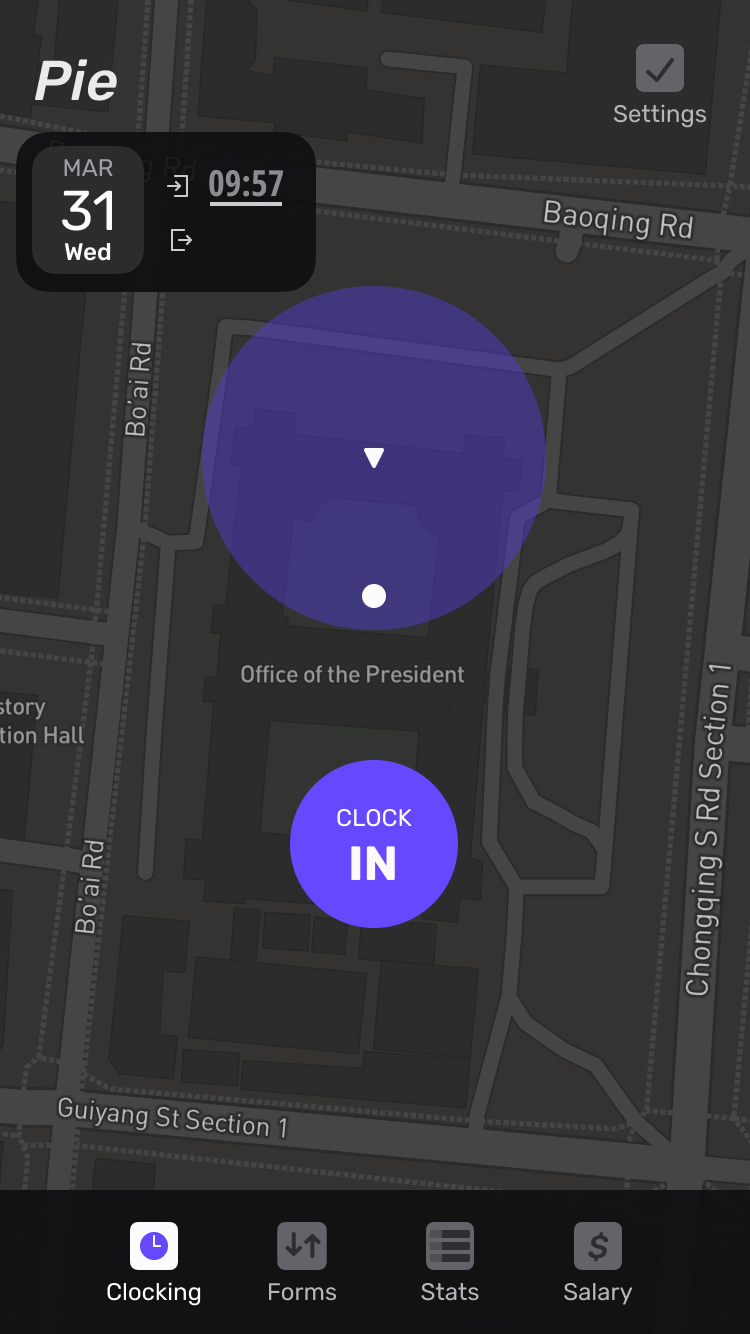 Pie
Settings
MAR
31
Wed
09:57
Baoqing Rd
Bo'ai Rd
Office of the President
story
tion Hall
CLOCK
IN
Bo'ai Rd
Chongqing S Rd Section 1
Guiyang St Section 1
Clocking
Forms
Stats
Salary